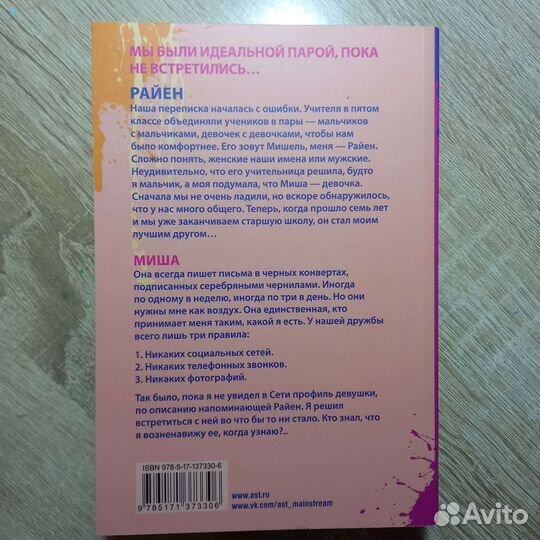 МЫ БЫЛИ ИДЕАЛЬНОЙ ПАРОЙ, ПОКА
НЕ ВСТРЕТИЛИСЬ...
РАЙЕН
Наша переписка началась с ошибки. Учителя в пятом
классе объединяли учеников в пары — мальчиков
с мальчиками, девочек с девочками, чтобы нам
было комфортнее. Его зовут Мишель, меня — Райен.
Сложно понять, женские наши имена или мужские.
Неудивительно, что его учительница решила, будто
я мальчик, а моя подумала, что Миша — девочка.
Сначала мы не очень ладили, но вскоре обнаружилось,
что у нас много общего. Теперь, когда прошло семь лет
и мы уже заканчиваем старшую школу, он стал моим
лучшим другом...
МИША
Она всегда пишет письма в черных конвертах,
подписанных серебряными чернилами. Иногда
по одному в неделю, иногда по три в день. Но они
нужны мне как воздух. Она единственная, кто
принимает меня таким, какой я есть. У нашей дружбы
всего лишь три правила:
1. Никаких социальных сетей.
2. Никаких телефонных звонков.
3. Никаких фотографий.
Так было, пока я не увидел в Сети профиль девушки,
по описанию напоминающей Райен. Я решил
встретиться с ней во что бы то ни стало. Кто знал, что
я возненавижу ее, когда узнаю?..
ISBN 978-5-17-137330-6
9 785171 373306
www.ast.ru
www.vk.com/ast_mainstream
Avito